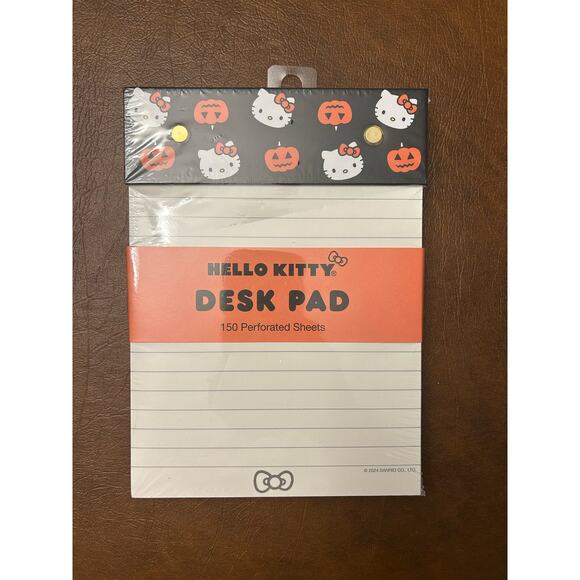 HELLO KITTY®
DESK PAD
150 Perforated Sheets
© 2024 SANRIO CO., LTD.